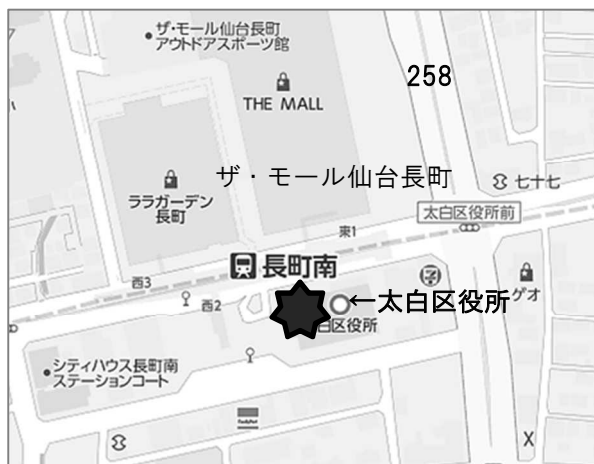 ザ・モール仙台長町
アウトドアスポーツ館
258
THE MALL
ザ・モール仙台長町
ララガーデン
長町
七十七
太白区役所前
東1
長町南
西3
西2
←太白区役所
白区役所
ゲオ
シティハウス長町南
ステーションコート
FamilyMart